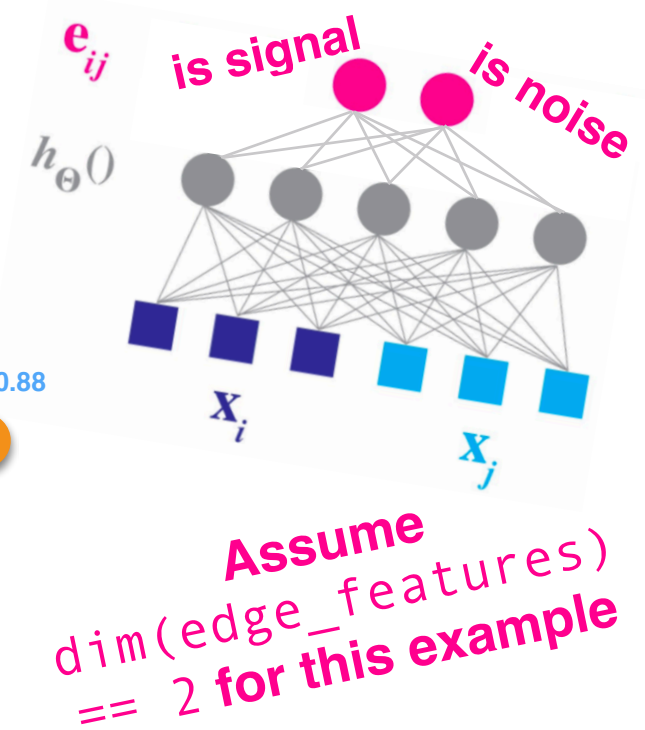 e_ij
is signal
is noise
h_Θ()
0.88
x_i
x_j
Assume
dim(edge_features)
== 2 for this example